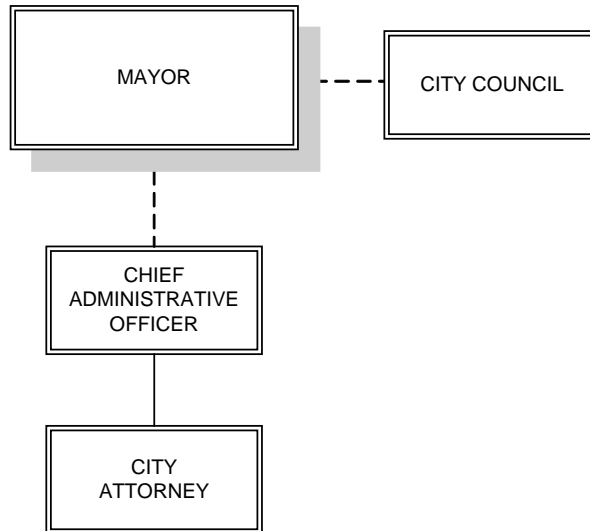 MAYOR
CITY COUNCIL
CHIEF
ADMINISTRATIVE
OFFICER
CITY
ATTORNEY